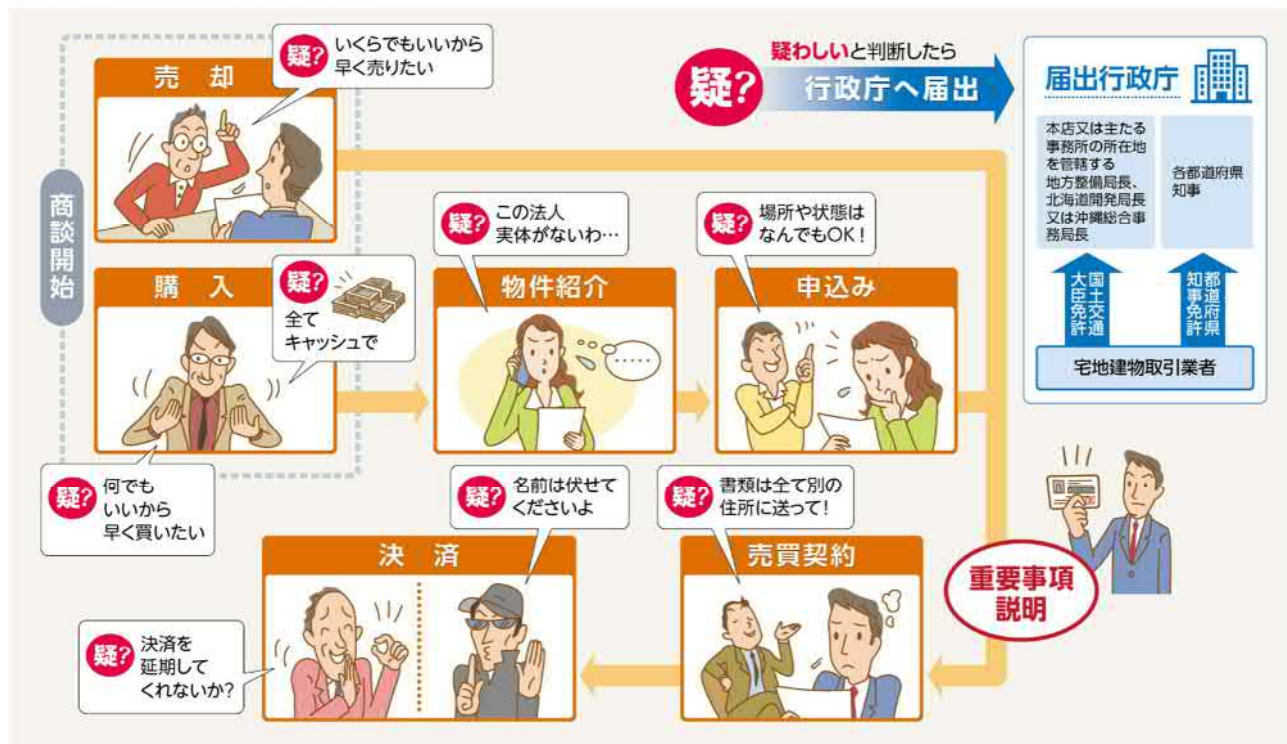 商談開始
売却
疑?
いくらでもいいから
早く売りたい
購入
疑?
全て
キャッシュで
疑?
何でも
いいから
早く買いたい
物件紹介
疑?
この法人
実体がないわ…
……
申込み
疑?
場所や状態は
なんでもOK!
重要事項
説明
売買契約
疑?
書類は全て別の
住所に送って!
決済
疑?
名前は伏せて
くださいよ
疑?
決済を
延期して
くれないか?
疑?
疑わしいと判断したら
行政庁へ届出
届出行政庁
本店又は主たる
事務所の所在地
を管轄する
地方整備局長、
北海道開発局長
又は沖縄総合事
務局長
各都道府県
知事
国土交通
大臣免許
都道府県
知事免許
宅地建物取引業者